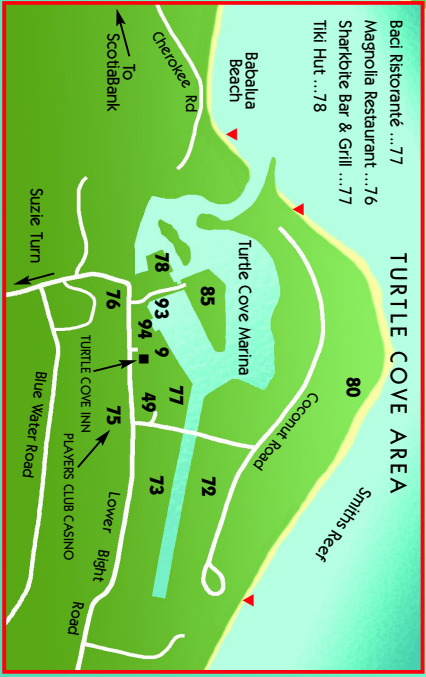 Baci Ristoranté ...77
Magnolia Restaurant ...76
Sharkbite Bar & Grill ...77
Tiki Hut ...78
TURTLE COVE AREA
Babalua
Beach
Cherokee Rd
To
ScotiaBank
Smiths Reef
80
Coconut Road
Turtle Cove Marina
85
72
78
77
73
93
94
9
49
76
75
TURTLE COVE INN
PLAYERS CLUB CASINO
Lower Bight Road
Suzie Turn
Blue Water Road